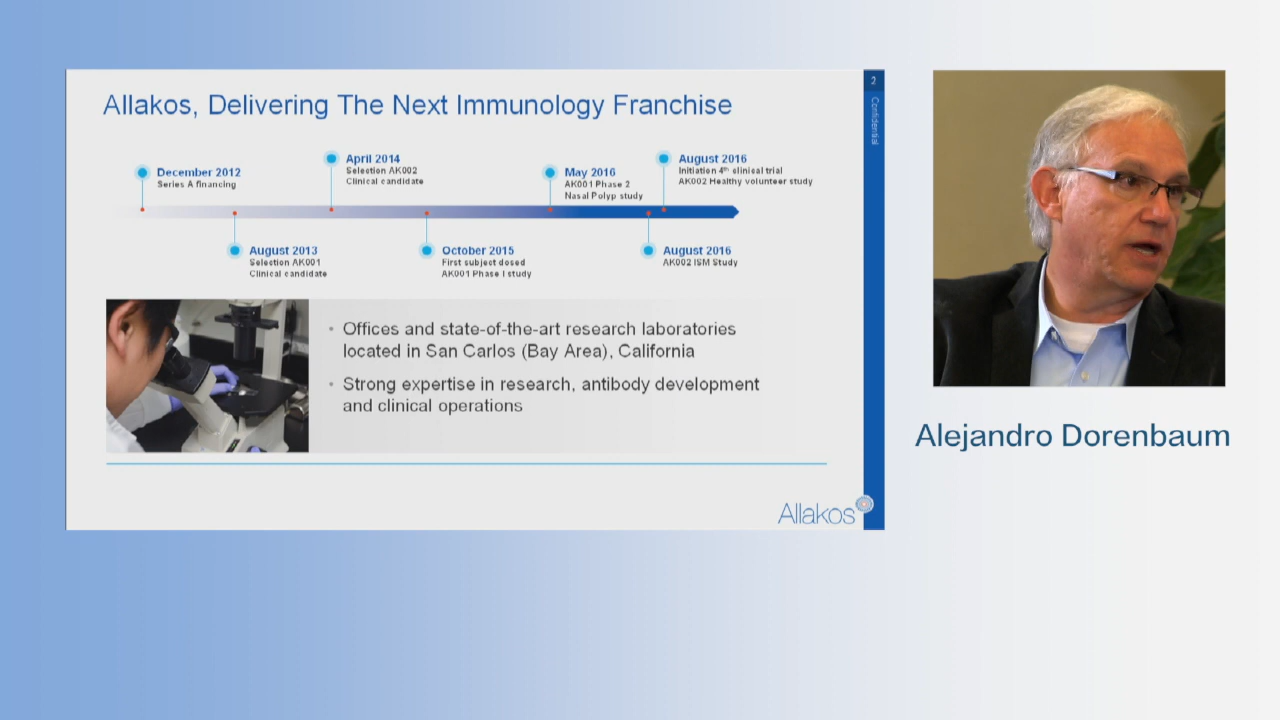 Allakos, Delivering The Next Immunology Franchise
2
Confidential
December 2012
Series A financing
April 2014
Selection AK002
Clinical candidate
May 2016
AK001 Phase 2
Nasal Polyp study
August 2016
Initiation 4th clinical trial
AK002 Healthy volunteer study
August 2013
Selection AK001
Clinical candidate
October 2015
First subject dosed
AK001 Phase I study
August 2016
AK002 ISM Study
• Offices and state-of-the-art research laboratories
located in San Carlos (Bay Area), California
• Strong expertise in research, antibody development
and clinical operations
Allakos
Alejandro Dorenbaum